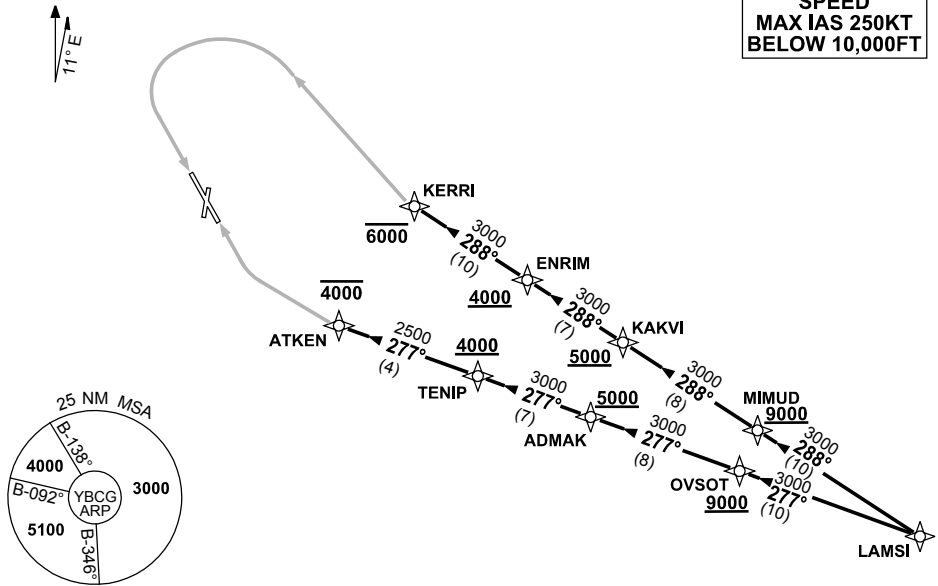 SPEED
MAX IAS 250KT
BELOW 10,000FT
11° E
KERRI
6000
3000
288°
(10)
ENRIM
4000
3000
288°
(7)
KAKVI
5000
3000
288°
(8)
MIMUD
9000
3000
288°
(10)
4000
ATKEN
2500
277°
(4)
4000
TENIP
3000
277°
(7)
5000
ADMAK
3000
277°
(8)
OVSOT
9000
3000
277°
(10)
LAMSI
25 NM MSA
B-138°
4000
B-092°
YBCG
ARP
3000
5100
B-346°